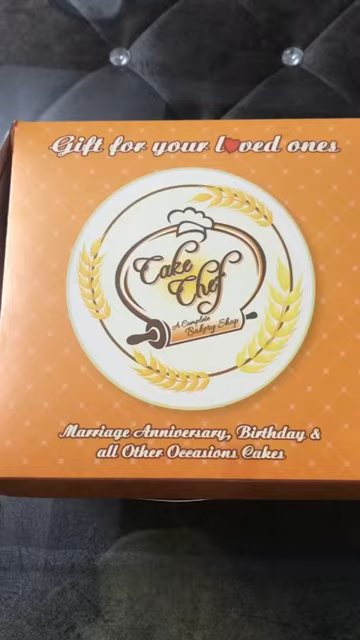 Gift for your loved ones
Cake
Chef
A Complete
Bakery Shop
Marriage Anniversary, Birthday &
all Other Occasions Cakes